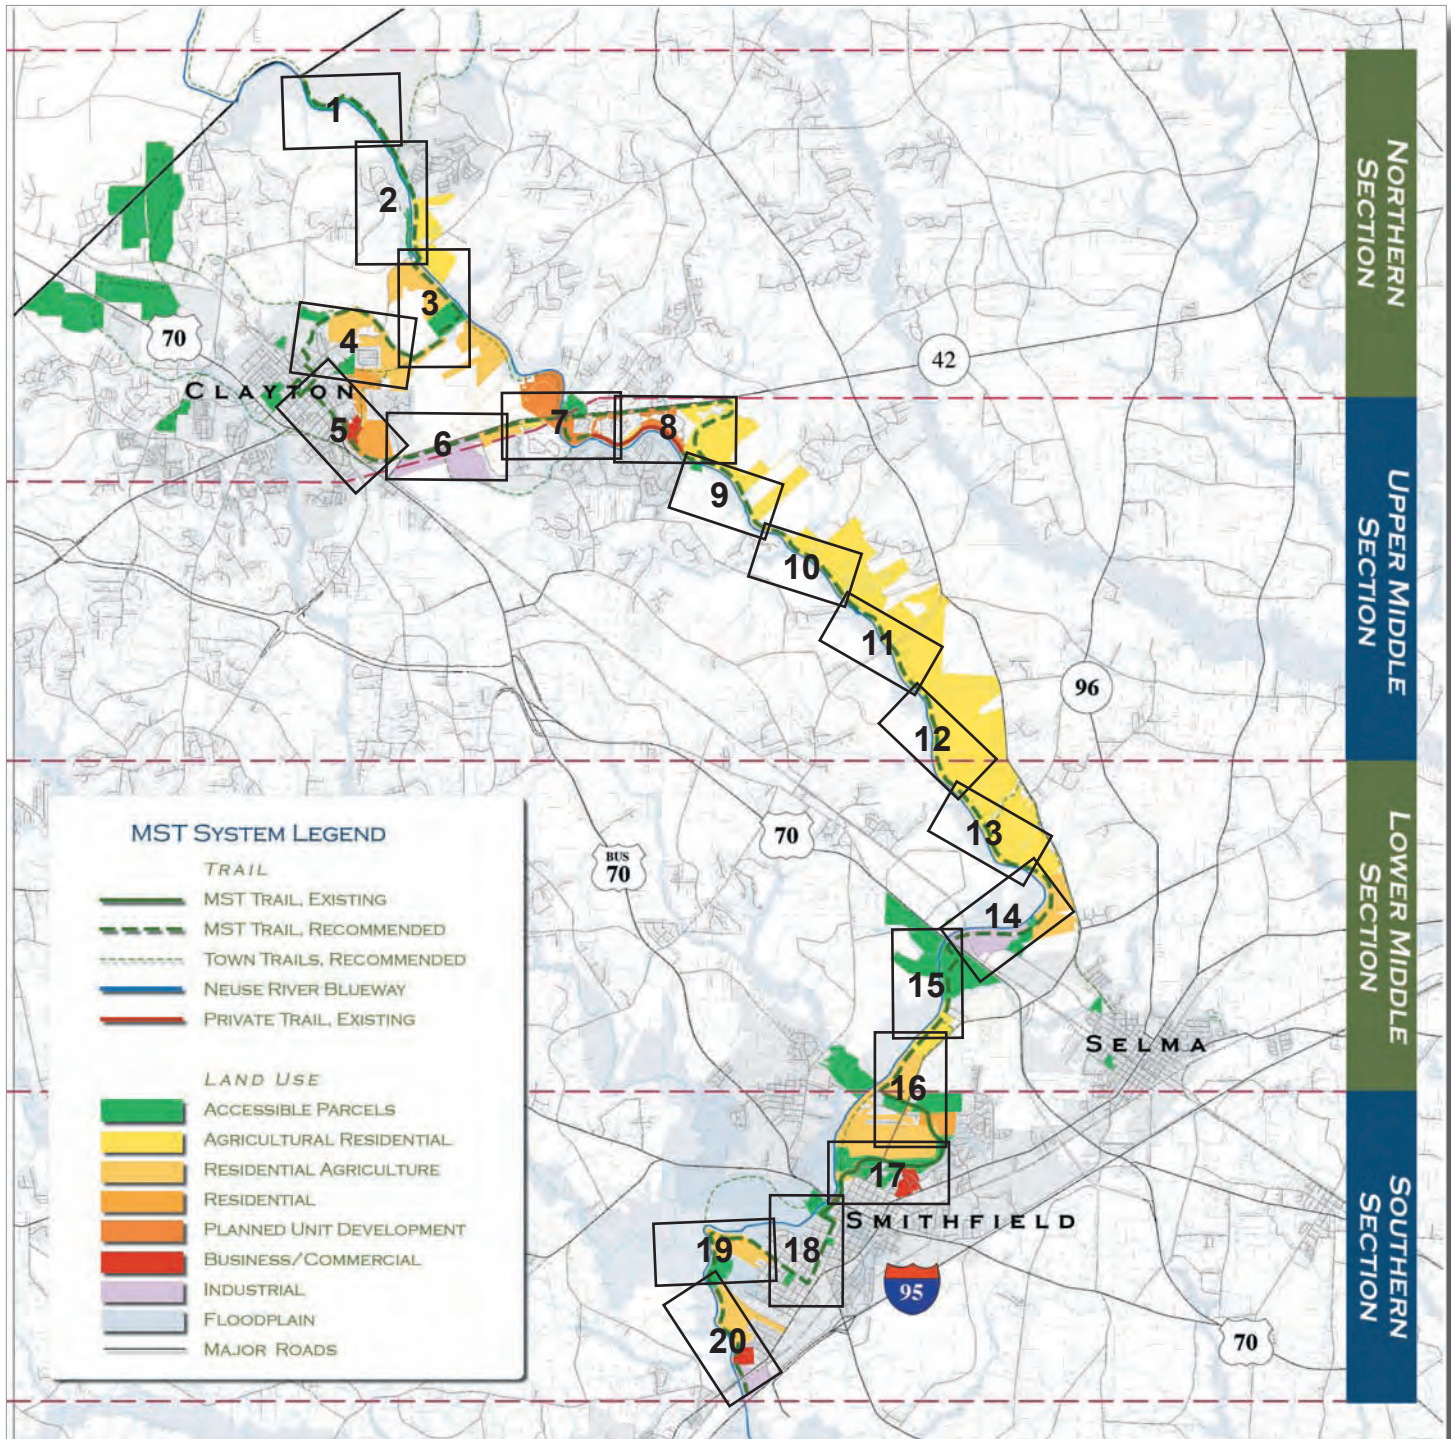 1
2
3
4
5
6
7
8
9
10
11
12
13
14
15
16
17
18
19
20
70
42
CLAYTON
96
70
BUS
70
SELMA
SMITHFIELD
95
70
NORTHERN
SECTION
UPPER MIDDLE
SECTION
LOWER MIDDLE
SECTION
SOUTHERN
SECTION
MST SYSTEM LEGEND
TRAIL
MST TRAIL, EXISTING
MST TRAIL, RECOMMENDED
TOWN TRAILS, RECOMMENDED
NEUSE RIVER BLUEWAY
PRIVATE TRAIL, EXISTING
LAND USE
ACCESSIBLE PARCELS
AGRICULTURAL RESIDENTIAL
RESIDENTIAL AGRICULTURE
RESIDENTIAL
PLANNED UNIT DEVELOPMENT
BUSINESS/COMMERCIAL
INDUSTRIAL
FLOODPLAIN
MAJOR ROADS